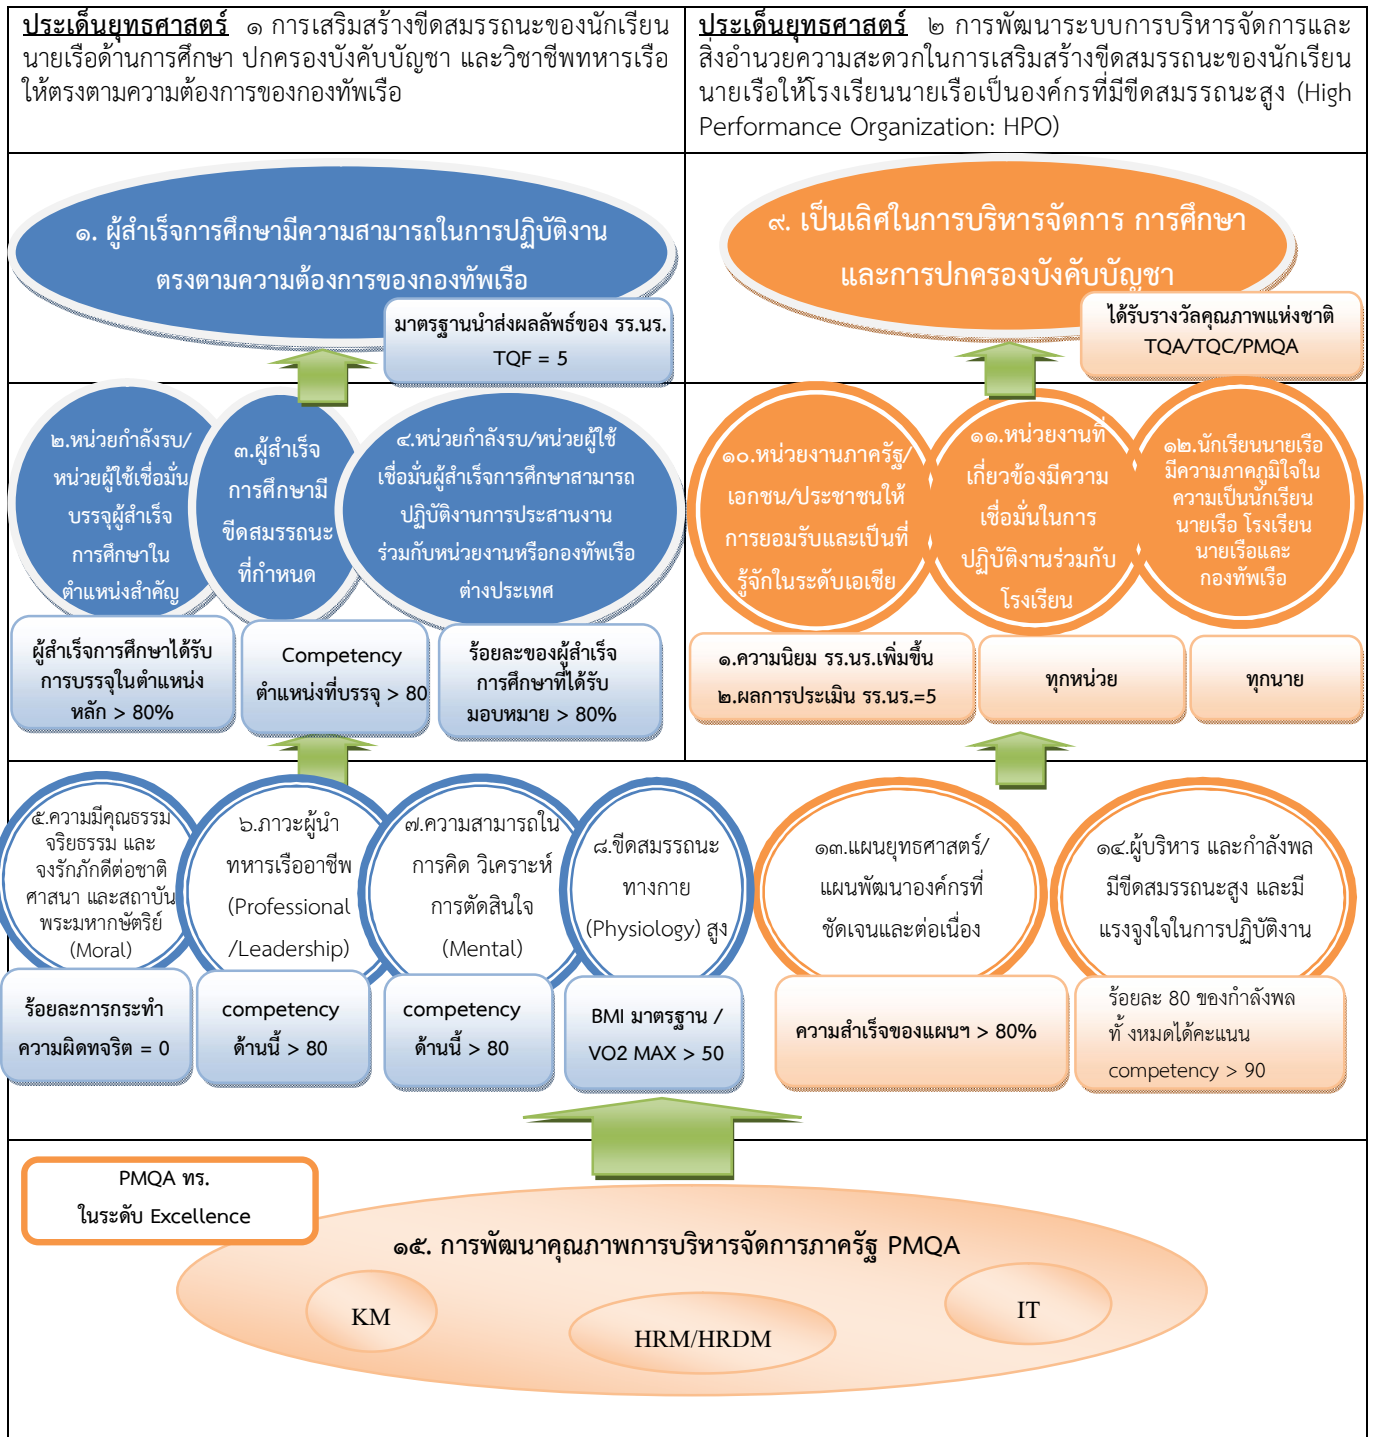 ประเด็นยุทธศาสตร์ ๑ การเสริมสร้างขีดสมรรถนะของนักเรียน
นายเรือด้านการศึกษา ปกครองบังคับบัญชา และวิชาชีพทหารเรือ
ให้ตรงตามความต้องการของกองทัพเรือ
ประเด็นยุทธศาสตร์ ๒ การพัฒนาระบบการบริหารจัดการและ
สิ่งอำนวยความสะดวกในการเสริมสร้างขีดสมรรถนะของนักเรียน
นายเรือให้โรงเรียนนายเรือเป็นองค์กรที่มีขีดสมรรถนะสูง (High
Performance Organization: HPO)
๑. ผู้สำเร็จการศึกษามีความสามารถในการปฏิบัติงาน
ตรงตามความต้องการของกองทัพเรือ
มาตรฐานนำส่งผลลัพธ์ของ รร.นร.
TQF = 5
๙. เป็นเลิศในการบริหารจัดการ การศึกษา
และการปกครองบังคับบัญชา
ได้รับรางวัลคุณภาพแห่งชาติ
TQA/TQC/PMQA
๒.หน่วยกำลังรบ/
หน่วยผู้ใช้เชื่อมั่น
บรรจุผู้สำเร็จ
การศึกษาใน
ตำแหน่งสำคัญ
๓.ผู้สำเร็จ
การศึกษามี
ขีดสมรรถนะ
ที่กำหนด
๔.หน่วยกำลังรบ/หน่วยผู้ใช้
เชื่อมั่นผู้สำเร็จการศึกษาสามารถ
ปฏิบัติงานการประสานงาน
ร่วมกับหน่วยงานหรือกองทัพเรือ
ต่างประเทศ
๑๐.หน่วยงานภาครัฐ/
เอกชน/ประชาชนให้
การยอมรับและเป็นที่
รู้จักในระดับเอเชีย
๑๑.หน่วยงานที่
เกี่ยวข้องมีความ
เชื่อมั่นในการ
ปฏิบัติงานร่วมกับ
โรงเรียน
๑๒.นักเรียนนายเรือ
มีความภาคภูมิใจใน
ความเป็นนักเรียน
นายเรือ โรงเรียน
นายเรือและ
กองทัพเรือ
ผู้สำเร็จการศึกษาได้รับ
การบรรจุในตำแหน่ง
หลัก > 80%
Competency
ตำแหน่งที่บรรจุ > 80
ร้อยละของผู้สำเร็จ
การศึกษาที่ได้รับ
มอบหมาย > 80%
๑.ความนิยม รร.นร.เพิ่มขึ้น
๒.ผลการประเมิน รร.นร.=5
ทุกหน่วย
ทุกนาย
๕.ความมีคุณธรรม
จริยธรรม และ
จงรักภักดีต่อชาติ
ศาสนา และสถาบัน
พระมหากษัตริย์
(Moral)
๖.ภาวะผู้นำ
ทหารเรืออาชีพ
(Professional
/Leadership)
๗.ความสามารถใน
การคิด วิเคราะห์
การตัดสินใจ
(Mental)
๘.ขีดสมรรถนะ
ทางกาย
(Physiology) สูง
๑๓.แผนยุทธศาสตร์/
แผนพัฒนาองค์กรที่
ชัดเจนและต่อเนื่อง
๑๔.ผู้บริหาร และกำลังพล
มีขีดสมรรถนะสูง และมี
แรงจูงใจในการปฏิบัติงาน
ร้อยละการกระทำ
ความผิดทจริต = 0
competency
ด้านนี้ > 80
competency
ด้านนี้ > 80
BMI มาตรฐาน /
VO2 MAX > 50
ความสำเร็จของแผนฯ > 80%
ร้อยละ 80 ของกำลังพล
ทั้ งหมดได้คะแนน
competency > 90
PMQA ทร.
ในระดับ Excellence
๑๕. การพัฒนาคุณภาพการบริหารจัดการภาครัฐ PMQA
KM
HRM/HRDM
IT